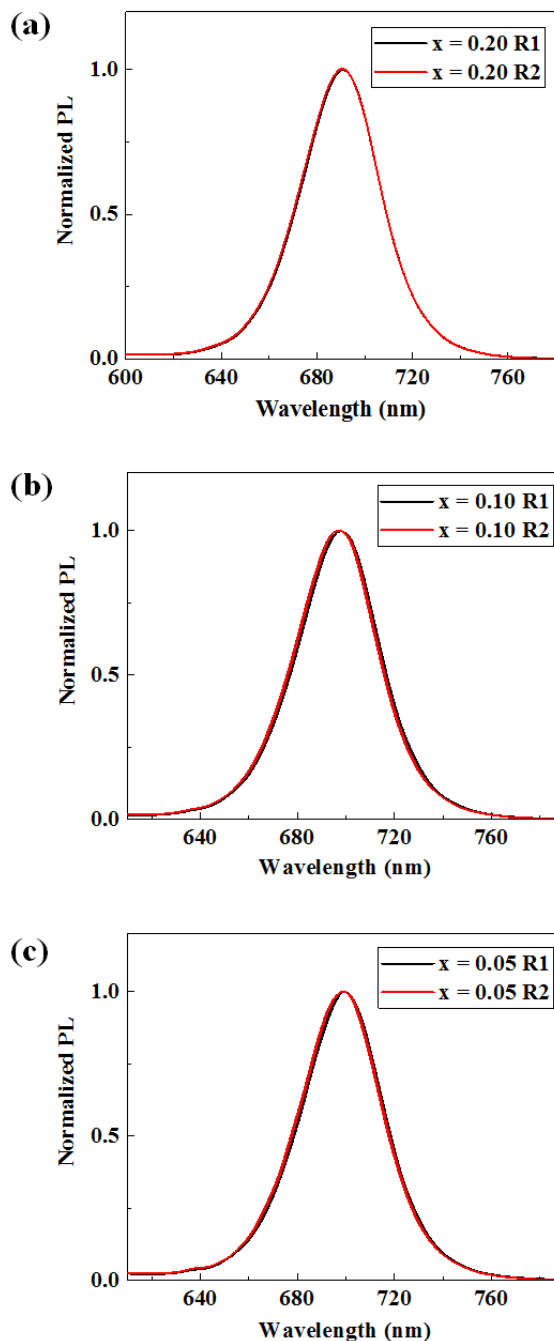 (a)
x = 0.20 R1
x = 0.20 R2
Normalized PL
1.0
0.5
0.0
600 640 680 720 760
Wavelength (nm)
(b)
x = 0.10 R1
x = 0.10 R2
Normalized PL
1.0
0.5
0.0
640 680 720 760
Wavelength (nm)
(c)
x = 0.05 R1
x = 0.05 R2
Normalized PL
1.0
0.5
0.0
640 680 720 760
Wavelength (nm)